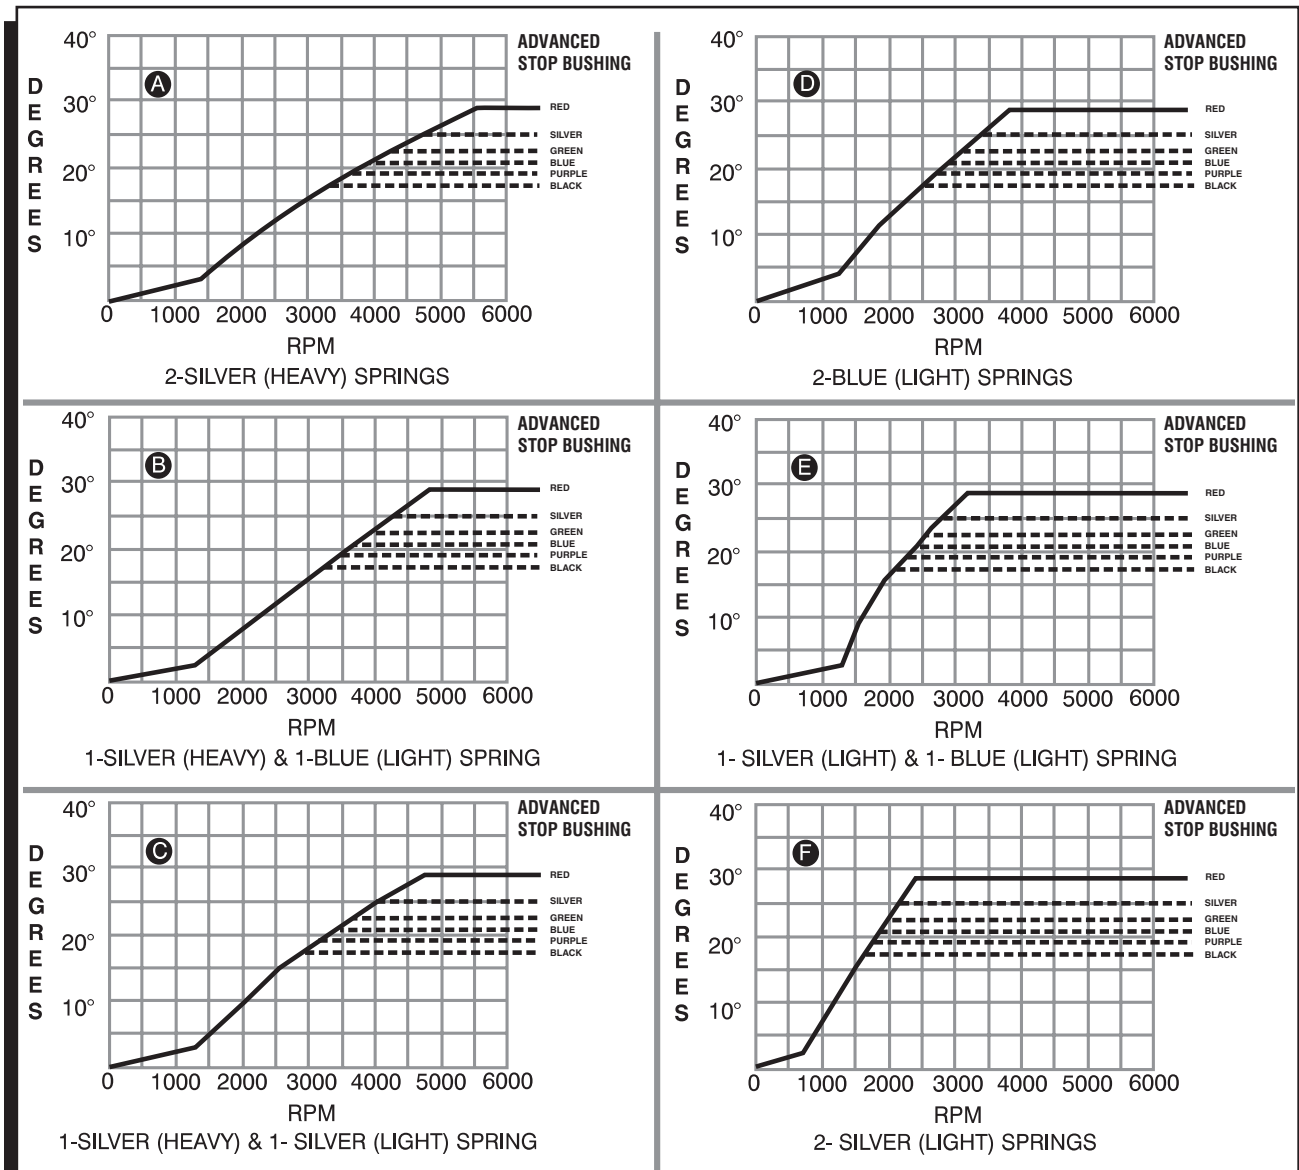 40°
30°
20°
10°
DEGREES
A
ADVANCED
STOP BUSHING
RED
SILVER
GREEN
BLUE
PURPLE
BLACK
0 1000 2000 3000 4000 5000 6000
RPM
2-SILVER (HEAVY) SPRINGS
40°
30°
20°
10°
DEGREES
D
ADVANCED
STOP BUSHING
RED
SILVER
GREEN
BLUE
PURPLE
BLACK
0 1000 2000 3000 4000 5000 6000
RPM
2-BLUE (LIGHT) SPRINGS
40°
30°
20°
10°
DEGREES
B
ADVANCED
STOP BUSHING
RED
SILVER
GREEN
BLUE
PURPLE
BLACK
0 1000 2000 3000 4000 5000 6000
RPM
1-SILVER (HEAVY) & 1-BLUE (LIGHT) SPRING
40°
30°
20°
10°
DEGREES
E
ADVANCED
STOP BUSHING
RED
SILVER
GREEN
BLUE
PURPLE
BLACK
0 1000 2000 3000 4000 5000 6000
RPM
1- SILVER (LIGHT) & 1- BLUE (LIGHT) SPRING
40°
30°
20°
10°
DEGREES
C
ADVANCED
STOP BUSHING
RED
SILVER
GREEN
BLUE
PURPLE
BLACK
0 1000 2000 3000 4000 5000 6000
RPM
1-SILVER (HEAVY) & 1- SILVER (LIGHT) SPRING
40°
30°
20°
10°
DEGREES
F
ADVANCED
STOP BUSHING
RED
SILVER
GREEN
BLUE
PURPLE
BLACK
0 1000 2000 3000 4000 5000 6000
RPM
2- SILVER (LIGHT) SPRINGS